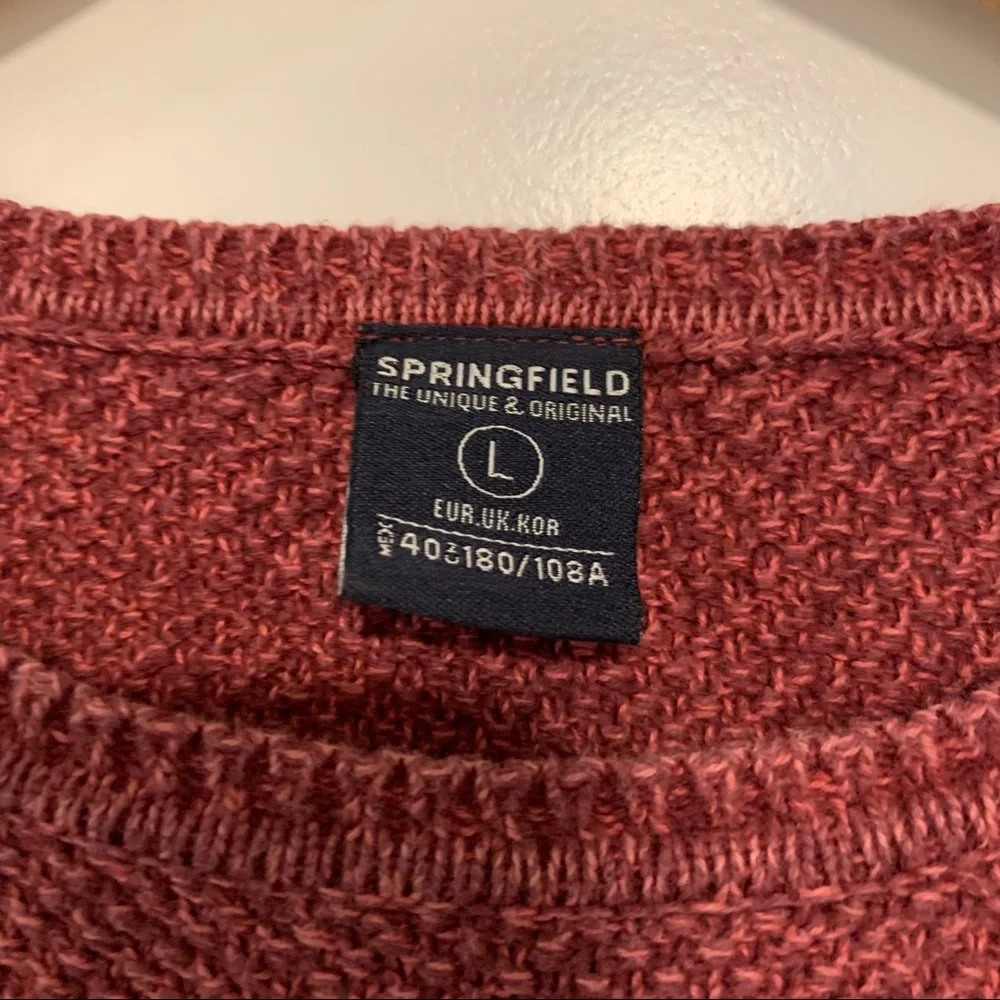 SPRINGFIELD
THE UNIQUE & ORIGINAL
L
EUR.UK.KOR
MEX 40 180/108A